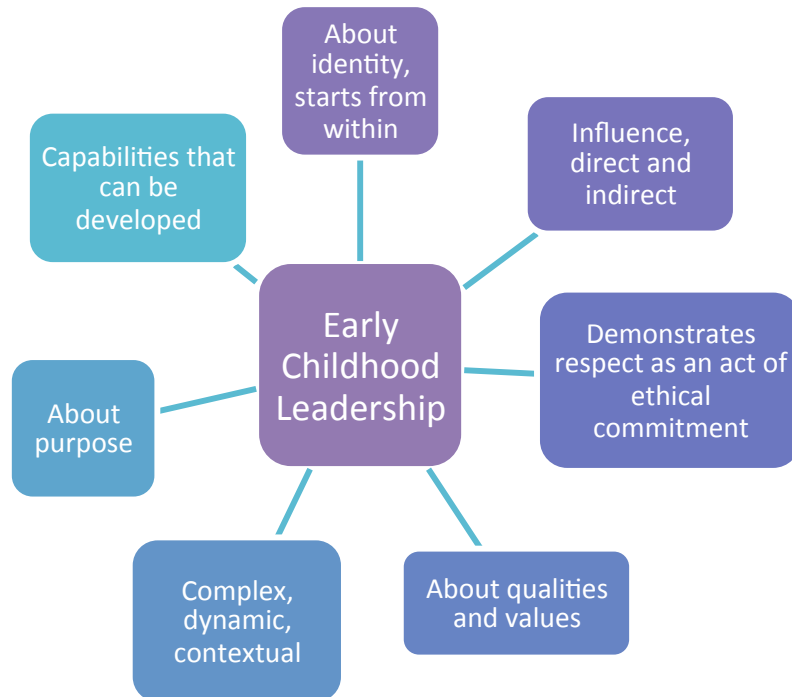 About
identity,
starts from
within
Influence,
direct and
indirect
Demonstrates
respect as an act of
ethical
commitment
About qualities
and values
Complex,
dynamic,
contextual
About
purpose
Capabilities that
can be
developed
Early
Childhood
Leadership